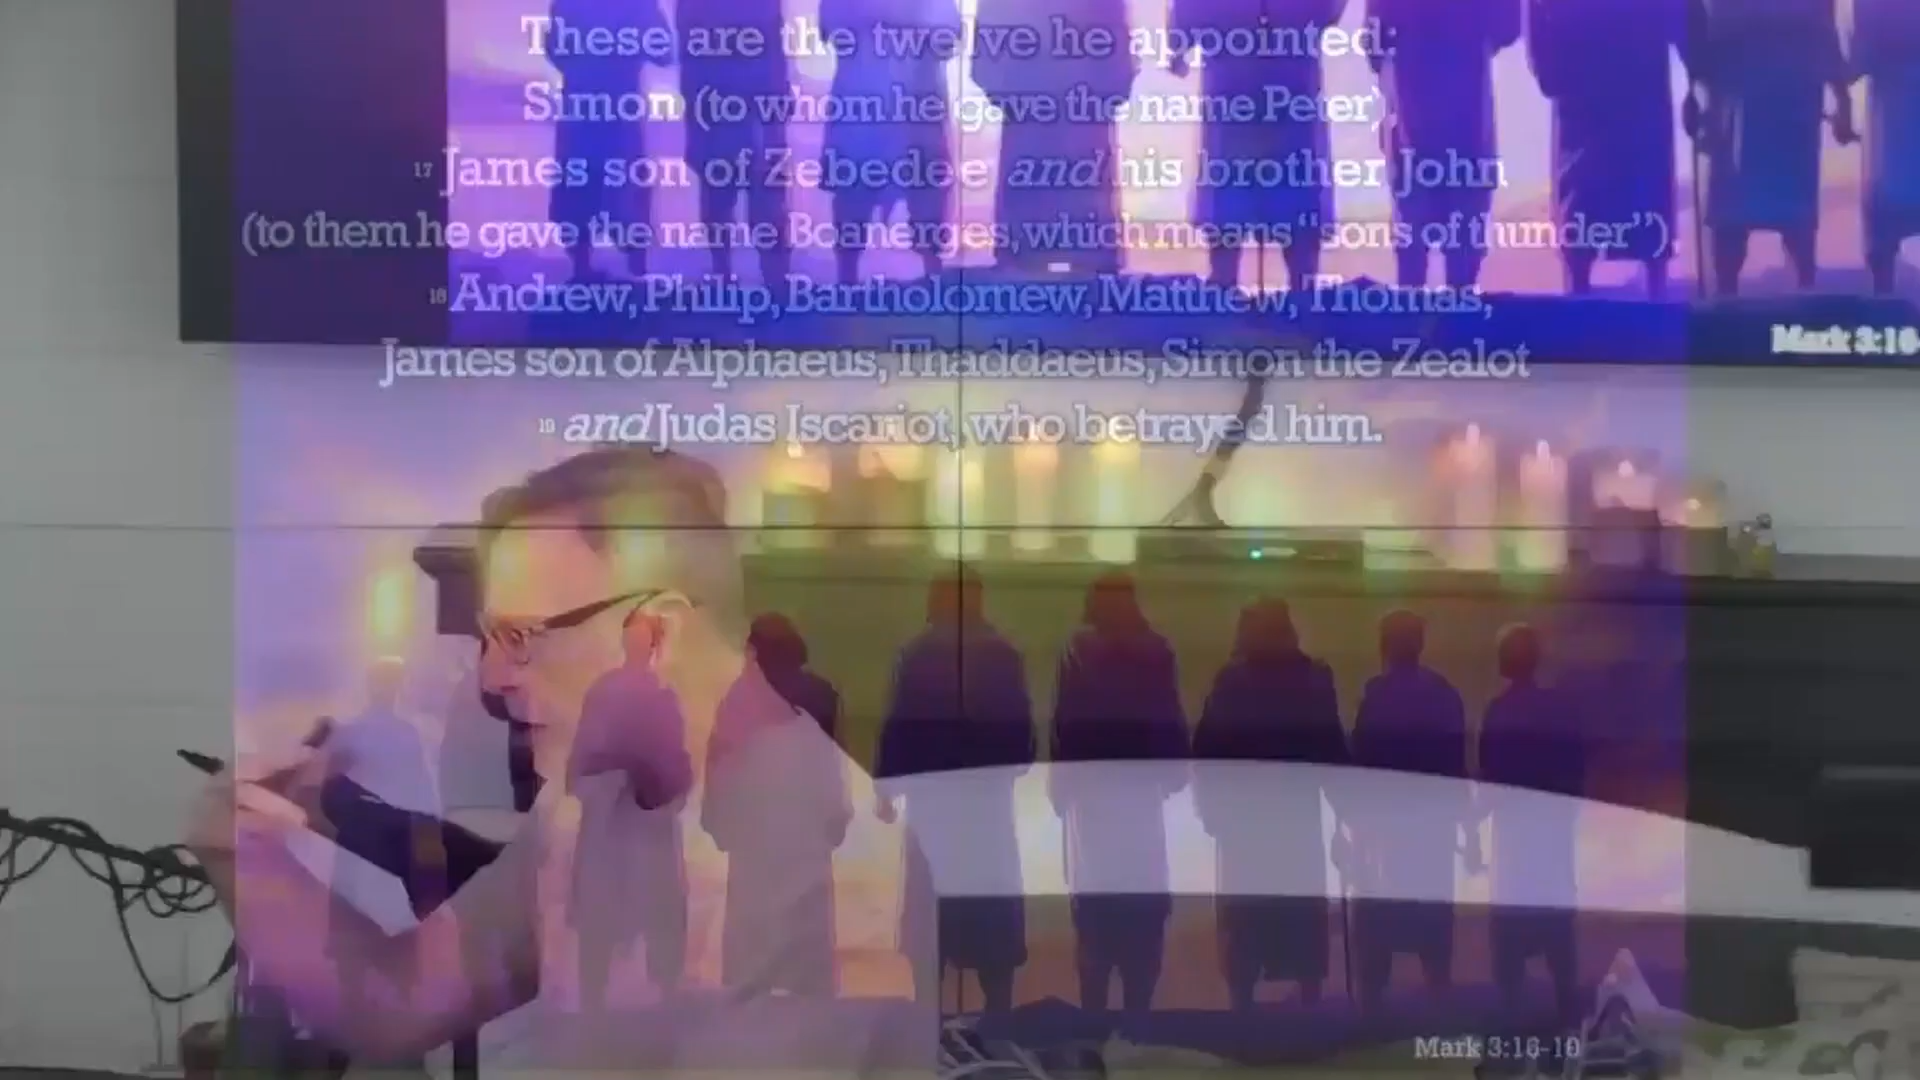 These are the twelve he appointed:
Simon (to whom he gave the name Peter),
17 James son of Zebedee and his brother John
(to them he gave the name Boanerges, which means “sons of thunder”),
18 Andrew, Philip, Bartholomew, Matthew, Thomas,
James son of Alphaeus, Thaddaeus, Simon the Zealot
19 and Judas Iscariot, who betrayed him.
Mark 3:16-
Mark 3:16-19